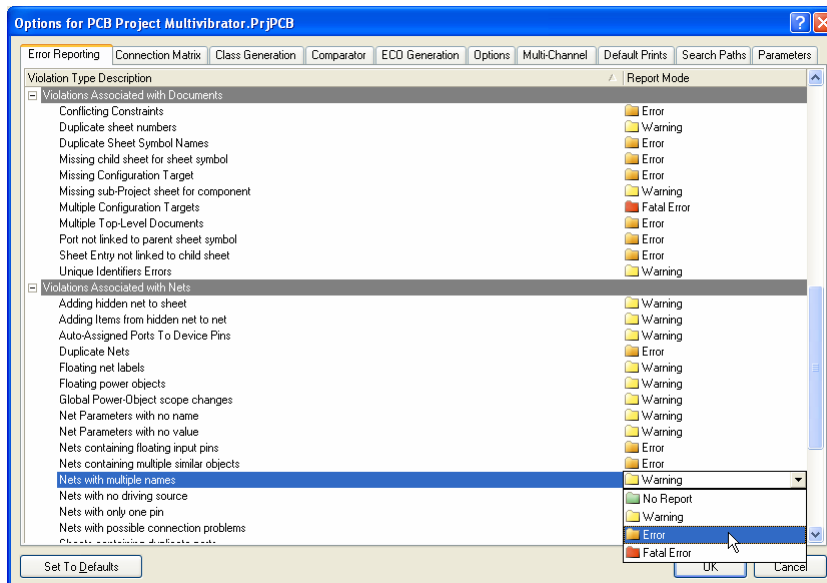 Options for PCB Project Multivibrator.PrjPCB
Error Reporting Connection Matrix Class Generation Comparator ECO Generation Options Multi-Channel Default Prints Search Paths Parameters
Violation Type Description Report Mode
Violations Associated with Documents
Conflicting Constraints Error
Duplicate sheet numbers Warning
Duplicate Sheet Symbol Names Error
Missing child sheet for sheet symbol Error
Missing Configuration Target Error
Missing sub-Project sheet for component Warning
Multiple Configuration Targets Fatal Error
Multiple Top-Level Documents Error
Port not linked to parent sheet symbol Error
Sheet Entry not linked to child sheet Error
Unique Identifiers Errors Warning
Violations Associated with Nets
Adding hidden net to sheet Warning
Adding Items from hidden net to net Warning
Auto-Assigned Ports To Device Pins Warning
Duplicate Nets Error
Floating net labels Warning
Floating power objects Warning
Global Power-Object scope changes Warning
Net Parameters with no name Warning
Net Parameters with no value Warning
Nets containing floating input pins Error
Nets containing multiple similar objects Error
Nets with multiple names Warning
Nets with no driving source No Report
Nets with only one pin Warning
Nets with possible connection problems Error
Sheets containing duplicate ports Fatal Error
Set To Defaults OK Cancel